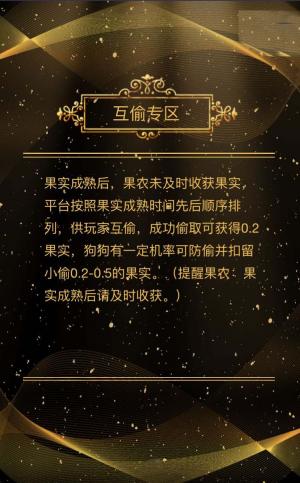 互偷专区
果实成熟后，果农未及时收获果实，
平台按照果实成熟时间先后顺序排
列，供玩家互偷，成功偷取可获得0.2
果实，狗狗有一定机率可防偷并扣留
小偷0.2-0.5的果实。（提醒果农：果
实成熟后请及时收获。）